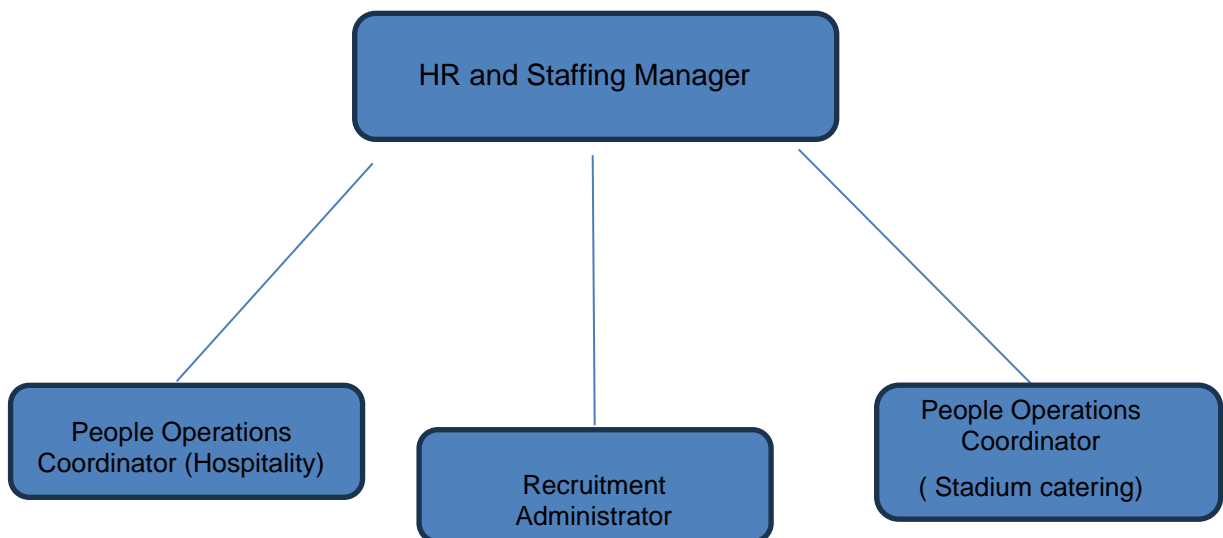 HR and Staffing Manager
People Operations
Coordinator (Hospitality)
Recruitment
Administrator
People Operations
Coordinator
( Stadium catering)